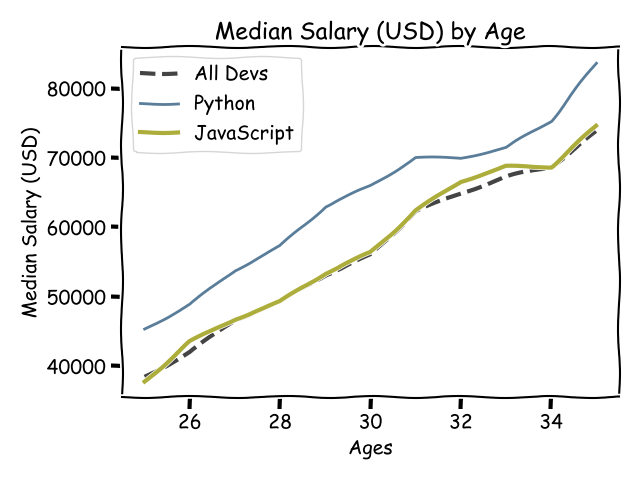 Median Salary (USD) by Age
All Devs
Python
JavaScript
80000
70000
60000
50000
40000
Median Salary (USD)
26 28 30 32 34
Ages